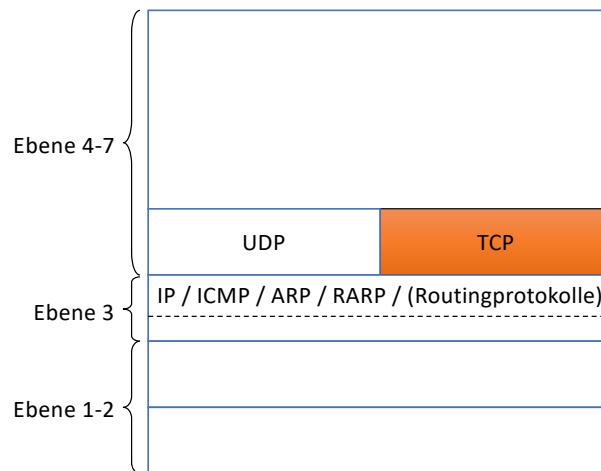 Ebene 4-7
UDP
TCP
IP / ICMP / ARP / RARP / (Routingprotokolle)
Ebene 3
Ebene 1-2